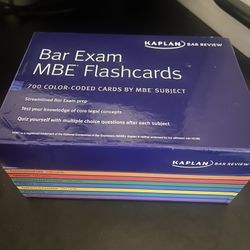 KAPLAN BAR REVIEW
Bar Exam
MBE® Flashcards
700 COLOR-CODED CARDS BY MBE SUBJECT
Streamlined Bar Exam prep
Test your knowledge of core legal concepts
Quiz yourself with multiple choice questions after each subject
KAPLAN BAR REVIEW